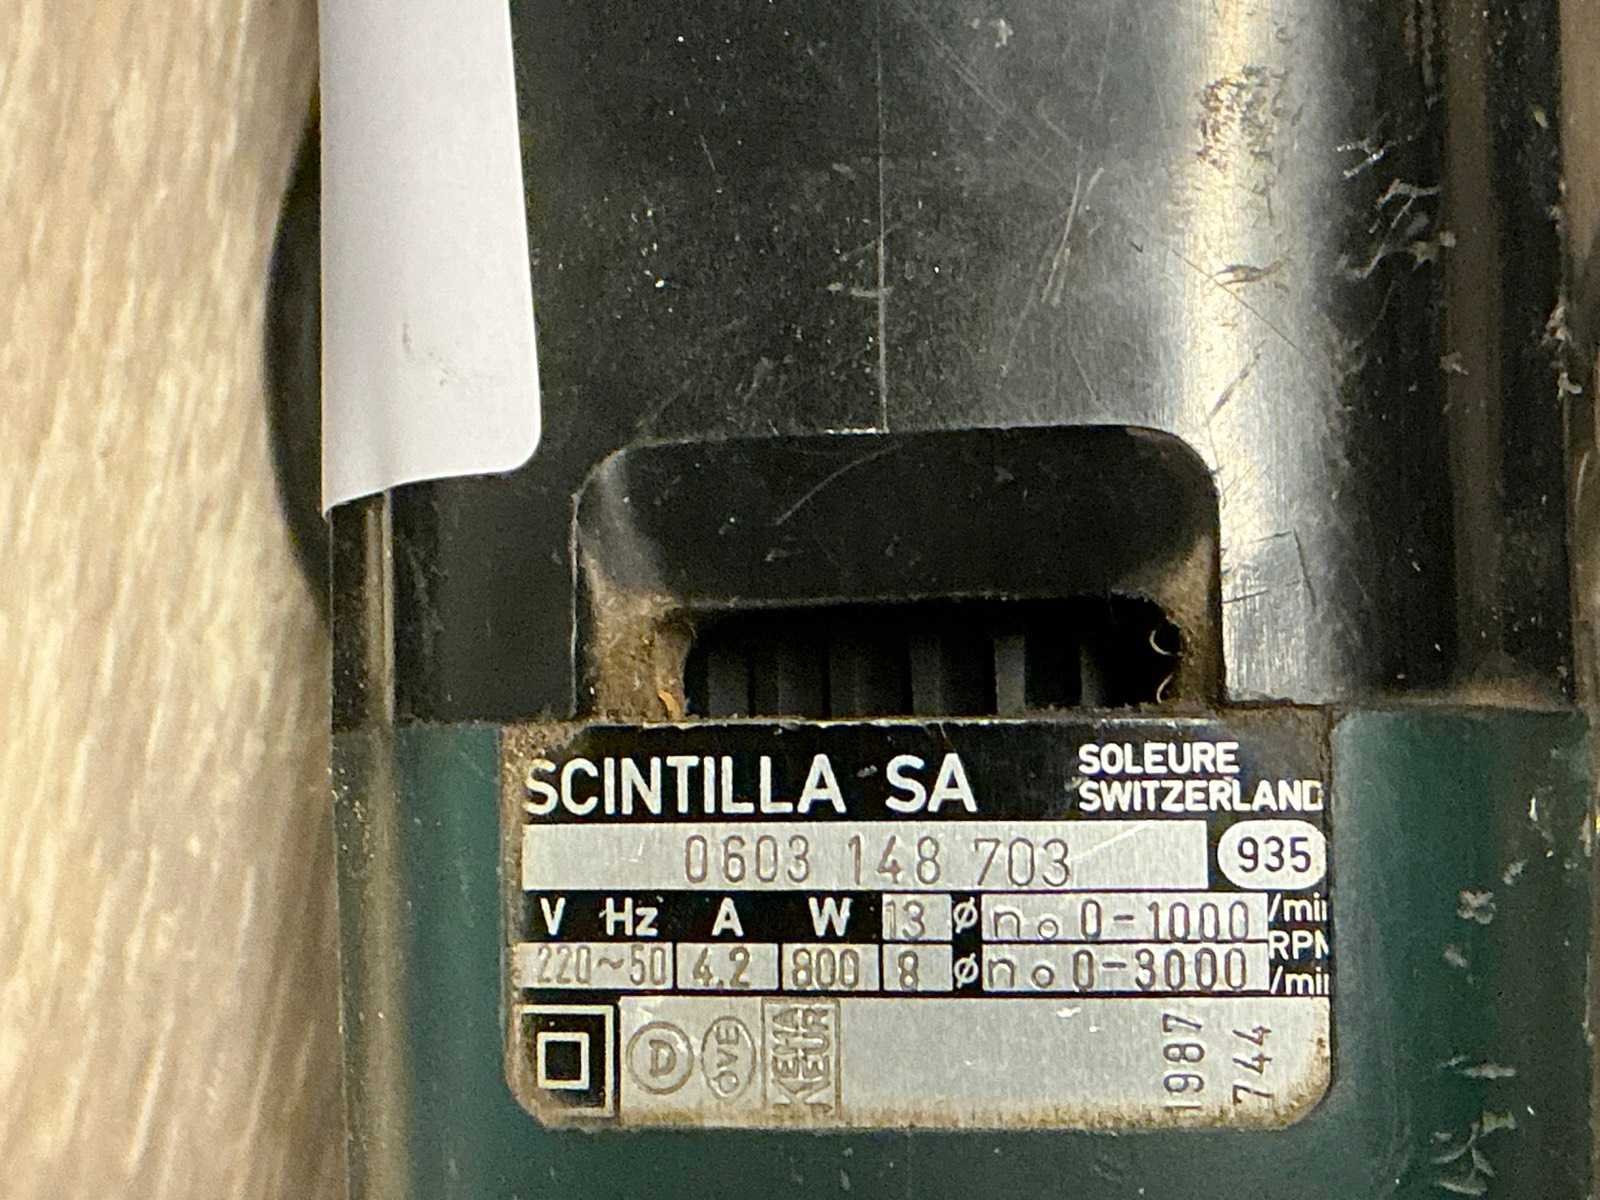 SCINTILLA SA
SOLEURE
SWITZERLAND
0603 148 703 935
V Hz A W 13 ø n₀ 0-1000 /min
220~50 4.2 800 8 ø n₀ 0-3000 /min
RPM
D ÖVE KEMA KEUR
1987
744